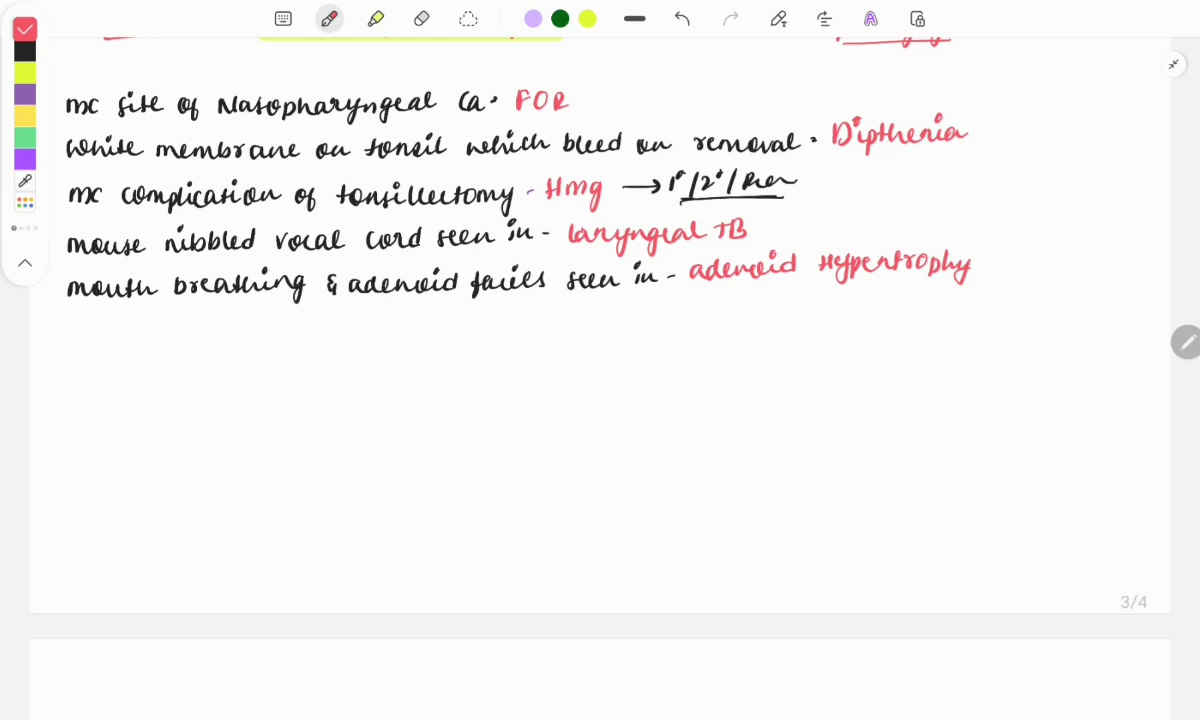 mc site of Nasopharyngeal Ca. FOR
White membrane on tonsil which bleed on removal. Diptheria
mc complication of tonsillectomy - Hmg → 1°/2°/Rxn
mouse nibbled vocal cord seen in - laryngeal TB
mouth breathing & adenoid facies seen in - adenoid Hypertrophy
3/4